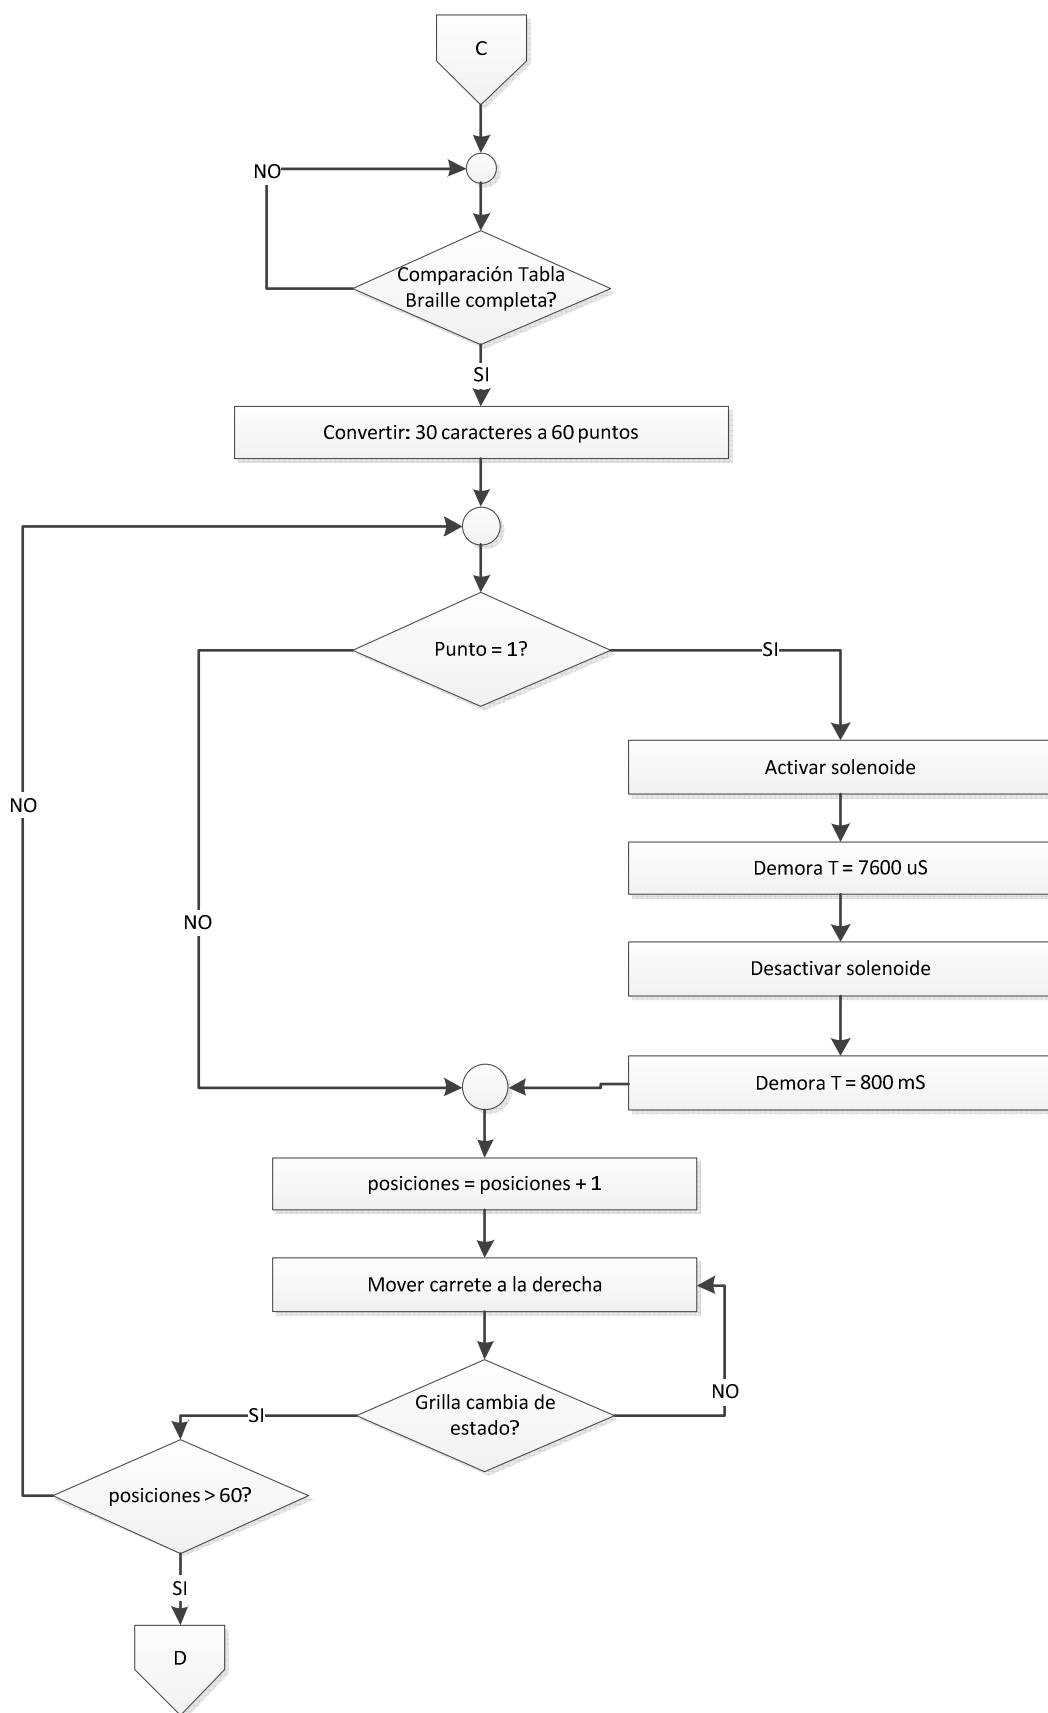 C
NO
Comparación Tabla
Braille completa?
SI
Convertir: 30 caracteres a 60 puntos
Punto = 1?
SI
Activar solenoide
NO
Demora T = 7600 uS
NO
Desactivar solenoide
Demora T = 800 mS
posiciones = posiciones + 1
Mover carrete a la derecha
NO
Grilla cambia de
estado?
SI
posiciones > 60?
SI
D